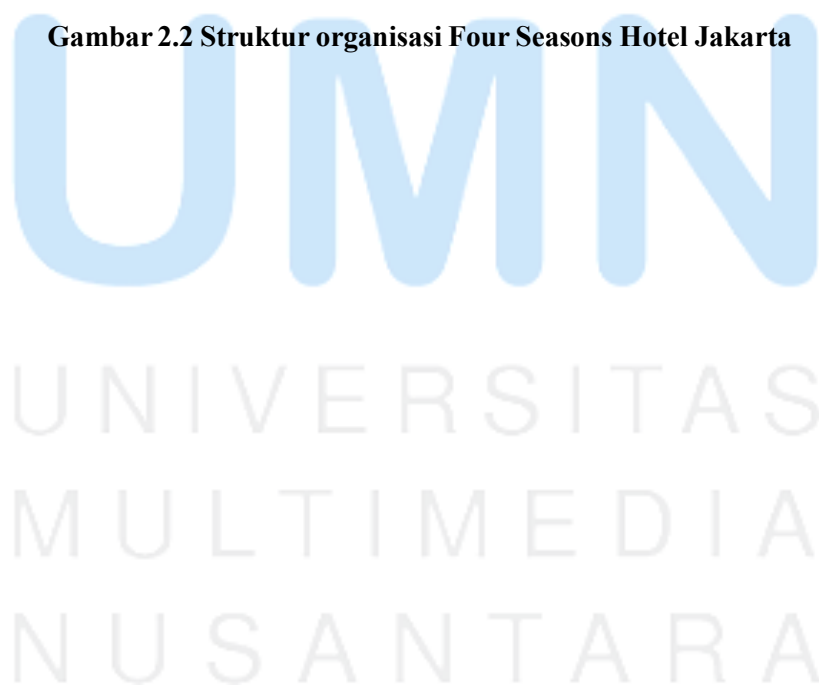 Gambar 2.2 Struktur organisasi Four Seasons Hotel Jakarta
UMN
UNIVERSITAS
MULTIMEDIA
NUSANTARA